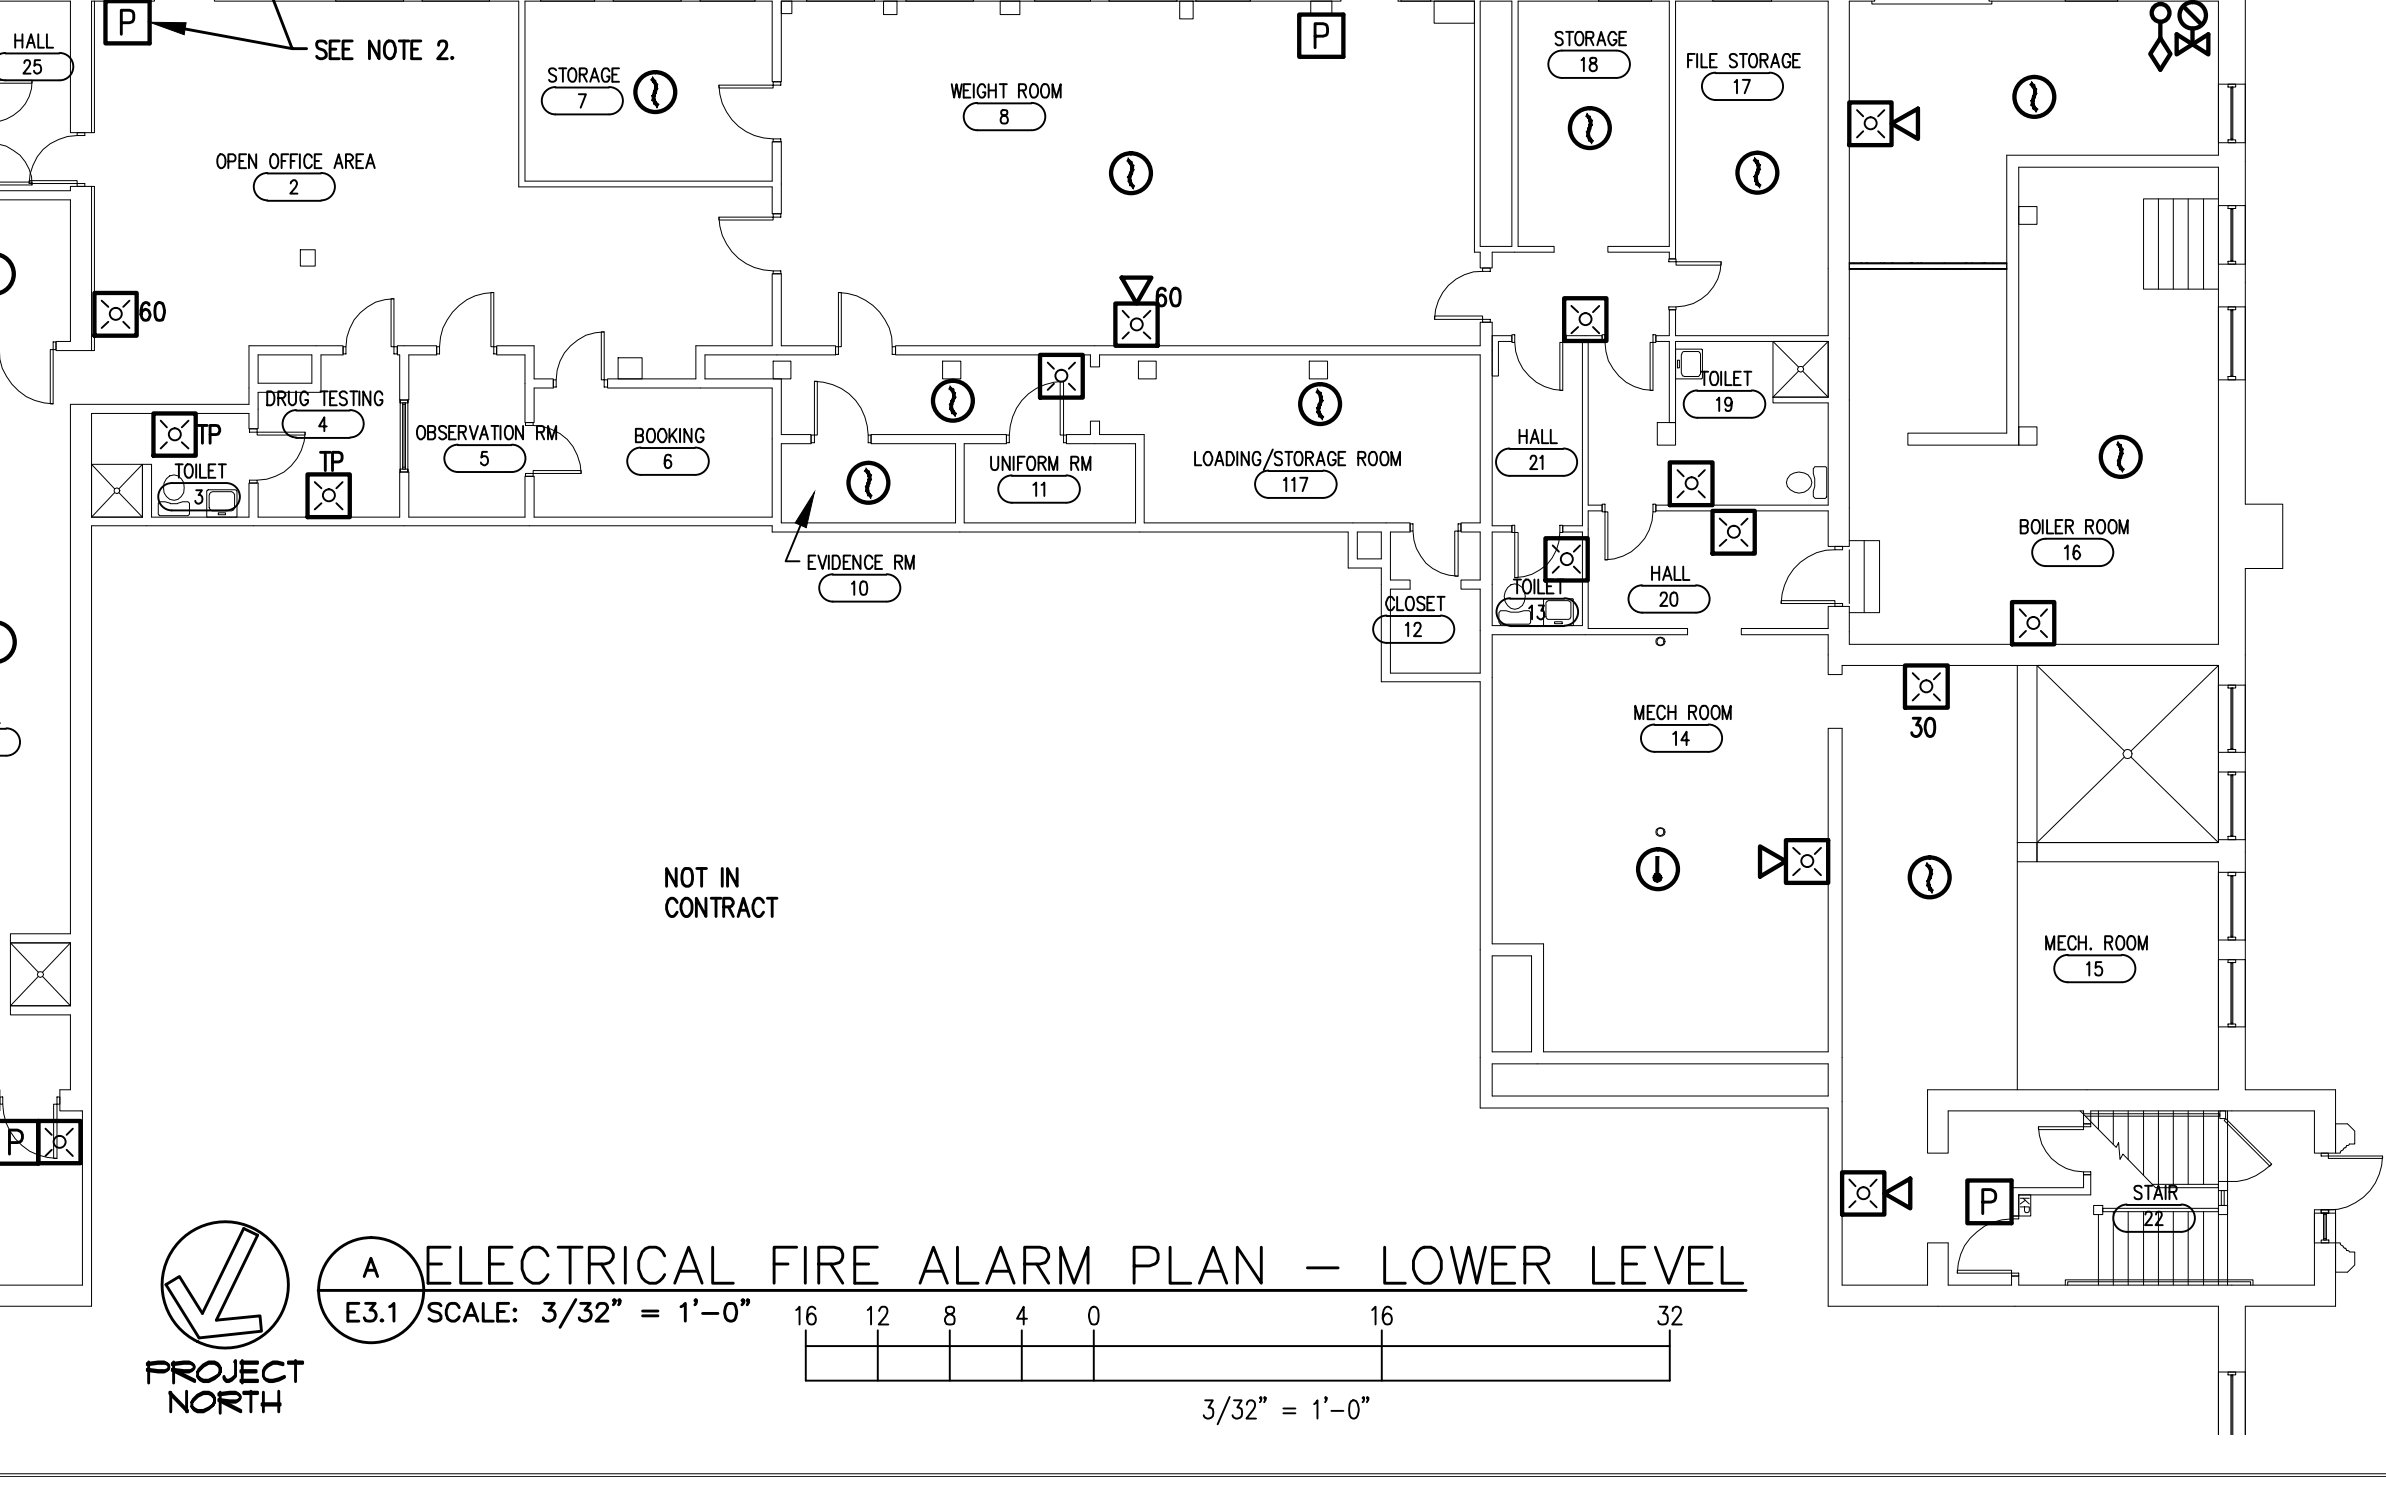 P
HALL
25
SEE NOTE 2.
STORAGE
7
WEIGHT ROOM
8
P
STORAGE
18
FILE STORAGE
17
OPEN OFFICE AREA
2
60
60
DRUG TESTING
4
TP
TOILET
3
TP
OBSERVATION RM
5
BOOKING
6
UNIFORM RM
11
LOADING/STORAGE ROOM
117
HALL
21
TOILET
19
BOILER ROOM
16
EVIDENCE RM
10
CLOSET
12
TOILET
13
HALL
20
MECH ROOM
14
30
NOT IN
CONTRACT
MECH. ROOM
15
P
P
KP
STAIR
22
A
E3.1
ELECTRICAL FIRE ALARM PLAN – LOWER LEVEL
SCALE: 3/32” = 1’–0”
16 12 8 4 0 16 32
3/32” = 1’–0”
PROJECT
NORTH